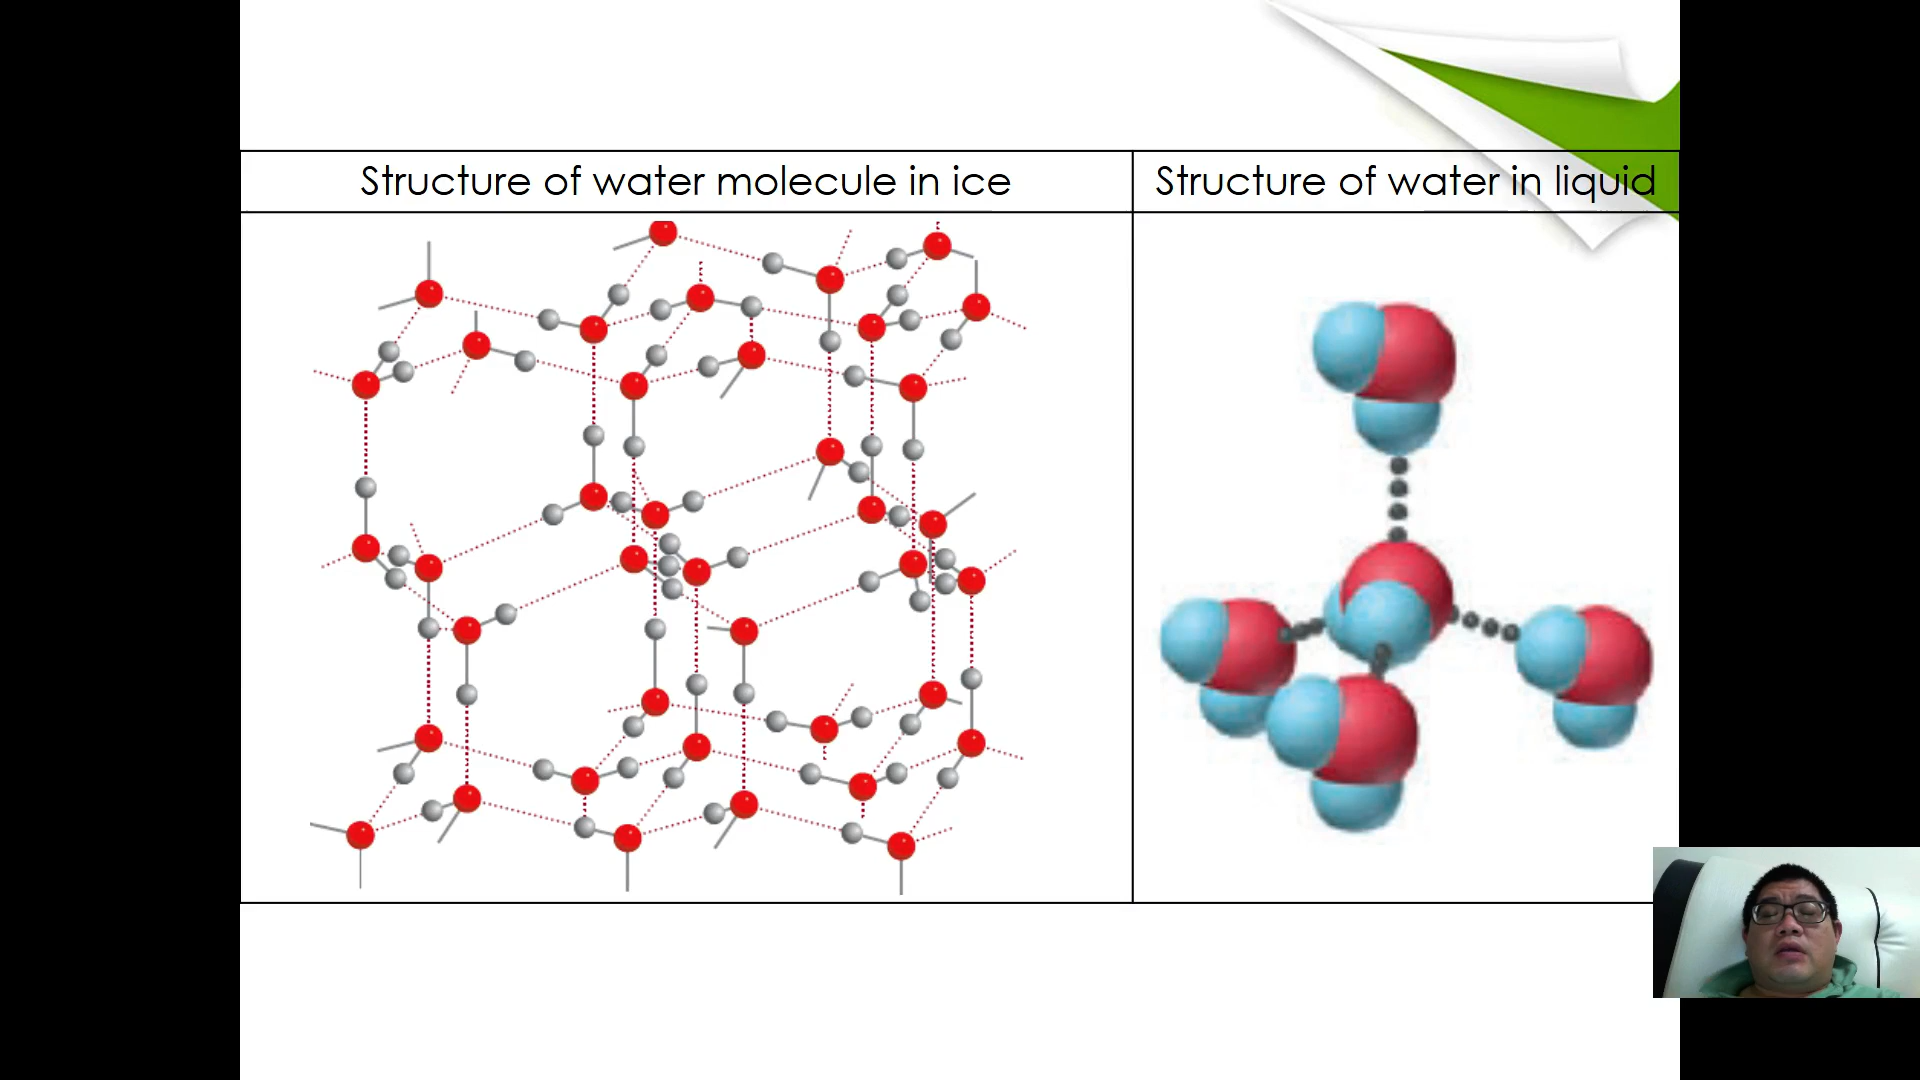 Structure of water molecule in ice
Structure of water in liquid